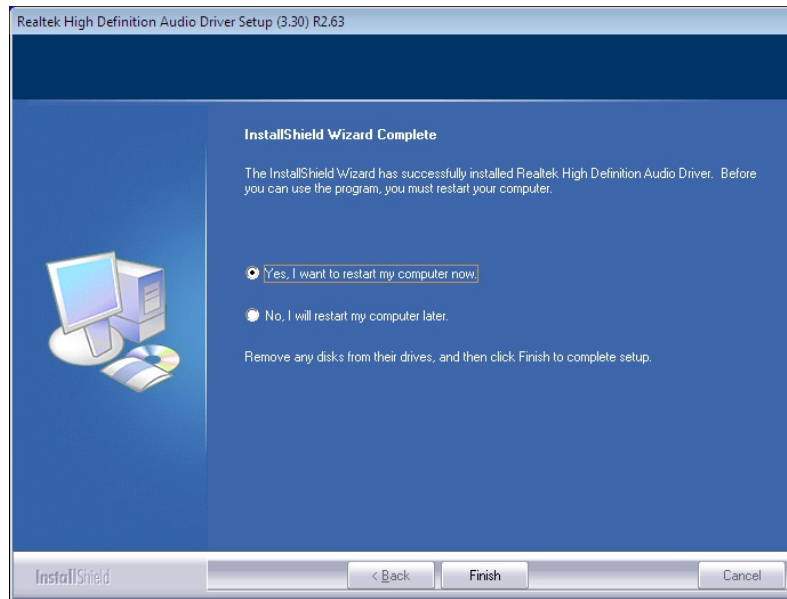 Realtek High Definition Audio Driver Setup (3.30) R2.63
InstallShield Wizard Complete
The InstallShield Wizard has successfully installed Realtek High Definition Audio Driver. Before
you can use the program, you must restart your computer.
Yes, I want to restart my computer now.
No, I will restart my computer later.
Remove any disks from their drives, and then click Finish to complete setup.
InstallShield
< Back
Finish
Cancel